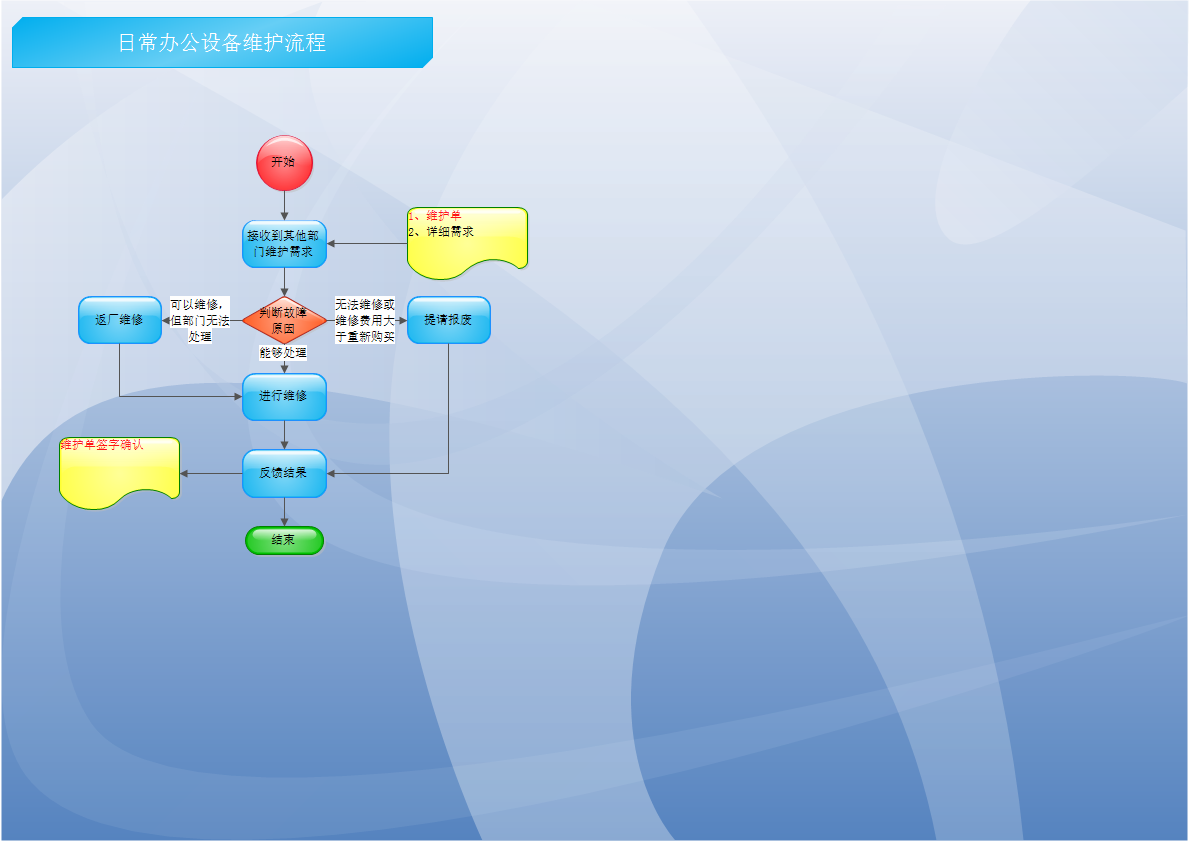 日常办公设备维护流程
开始
接收到其他部
门维护需求
1、维护单
2、详细需求
返厂维修
可以维修，
但部门无法
处理
判断故障
原因
无法维修或
维修费用大
于重新购买
提请报废
能够处理
进行维修
维护单签字确认
反馈结果
结束